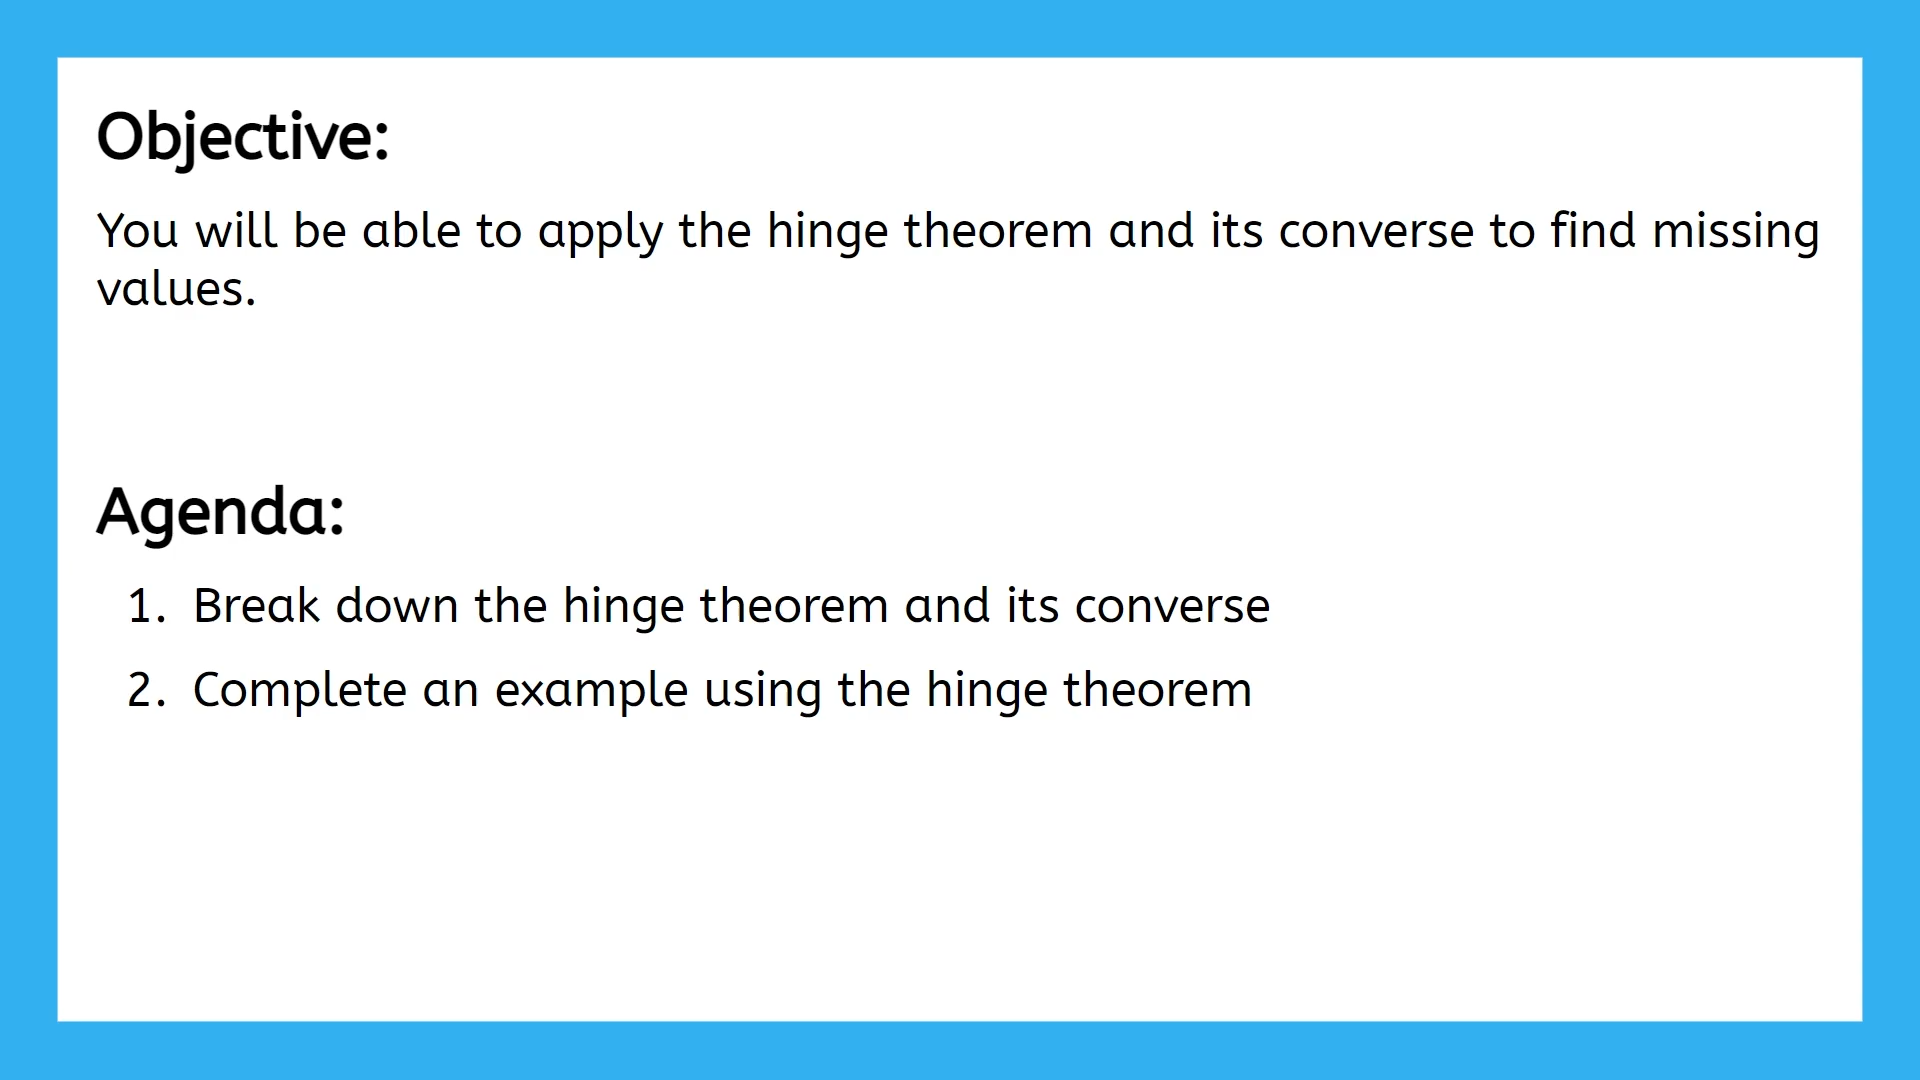 Objective:
You will be able to apply the hinge theorem and its converse to find missing
values.
Agenda:
1. Break down the hinge theorem and its converse
2. Complete an example using the hinge theorem